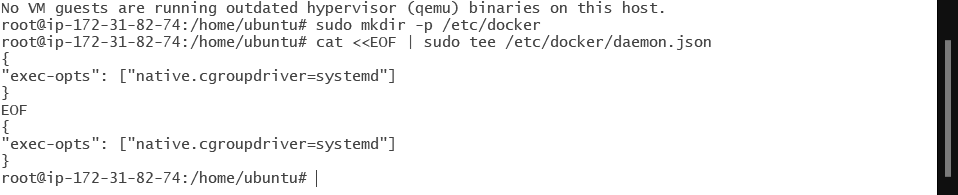 No VM guests are running outdated hypervisor (qemu) binaries on this host.
root@ip-172-31-82-74:/home/ubuntu# sudo mkdir -p /etc/docker
root@ip-172-31-82-74:/home/ubuntu# cat <<EOF | sudo tee /etc/docker/daemon.json
{
"exec-opts": ["native.cgroupdriver=systemd"]
}
EOF
{
"exec-opts": ["native.cgroupdriver=systemd"]
}
root@ip-172-31-82-74:/home/ubuntu#